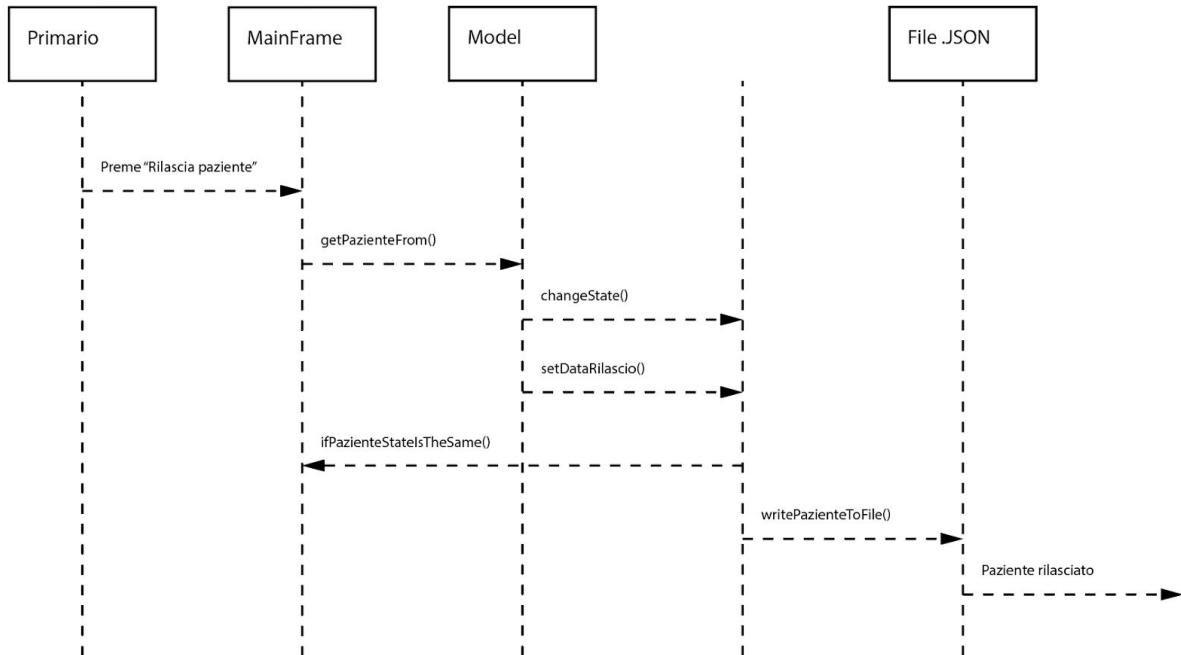 Primario
MainFrame
Model
File .JSON
Preme “Rilascia paziente”
getPazienteFrom()
changeState()
setDataRilascio()
ifPazienteStateIsTheSame()
writePazienteToFile()
Paziente rilasciato